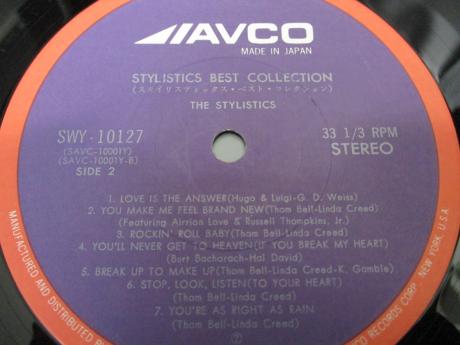 AVCO
MADE IN JAPAN
STYLISTICS BEST COLLECTION
(スタイリスティックス・ベスト・コレクション)
THE STYLISTICS
SWY-10127
(SAVC-10001Y)
(SAVC-10001Y-B)
SIDE 2
33 1/3 RPM
STEREO
1. LOVE IS THE ANSWER(Hugo & Luigi-G. D. Weiss)
2. YOU MAKE ME FEEL BRAND NEW(Thom Bell-Linda Creed)
(Featuring Airrion Love & Russell Thompkins, Jr.)
3. ROCKIN' ROLL BABY(Thom Bell-Linda Creed)
4. YOU'LL NEVER GET TO HEAVEN(IF YOU BREAK MY HEART)
(Burt Bacharach-Hal David)
5. BREAK UP TO MAKE UP(Thom Bell-Linda Creed-K. Gamble)
6. STOP, LOOK, LISTEN(TO YOUR HEART)
(Thom Bell-Linda Creed)
7. YOU'RE AS RIGHT AS RAIN
(Thom Bell-Linda Creed)
MANUFACTURED AND DISTRIBUTED
CO RECORDS CORP. NEW YORK, U.S.A.